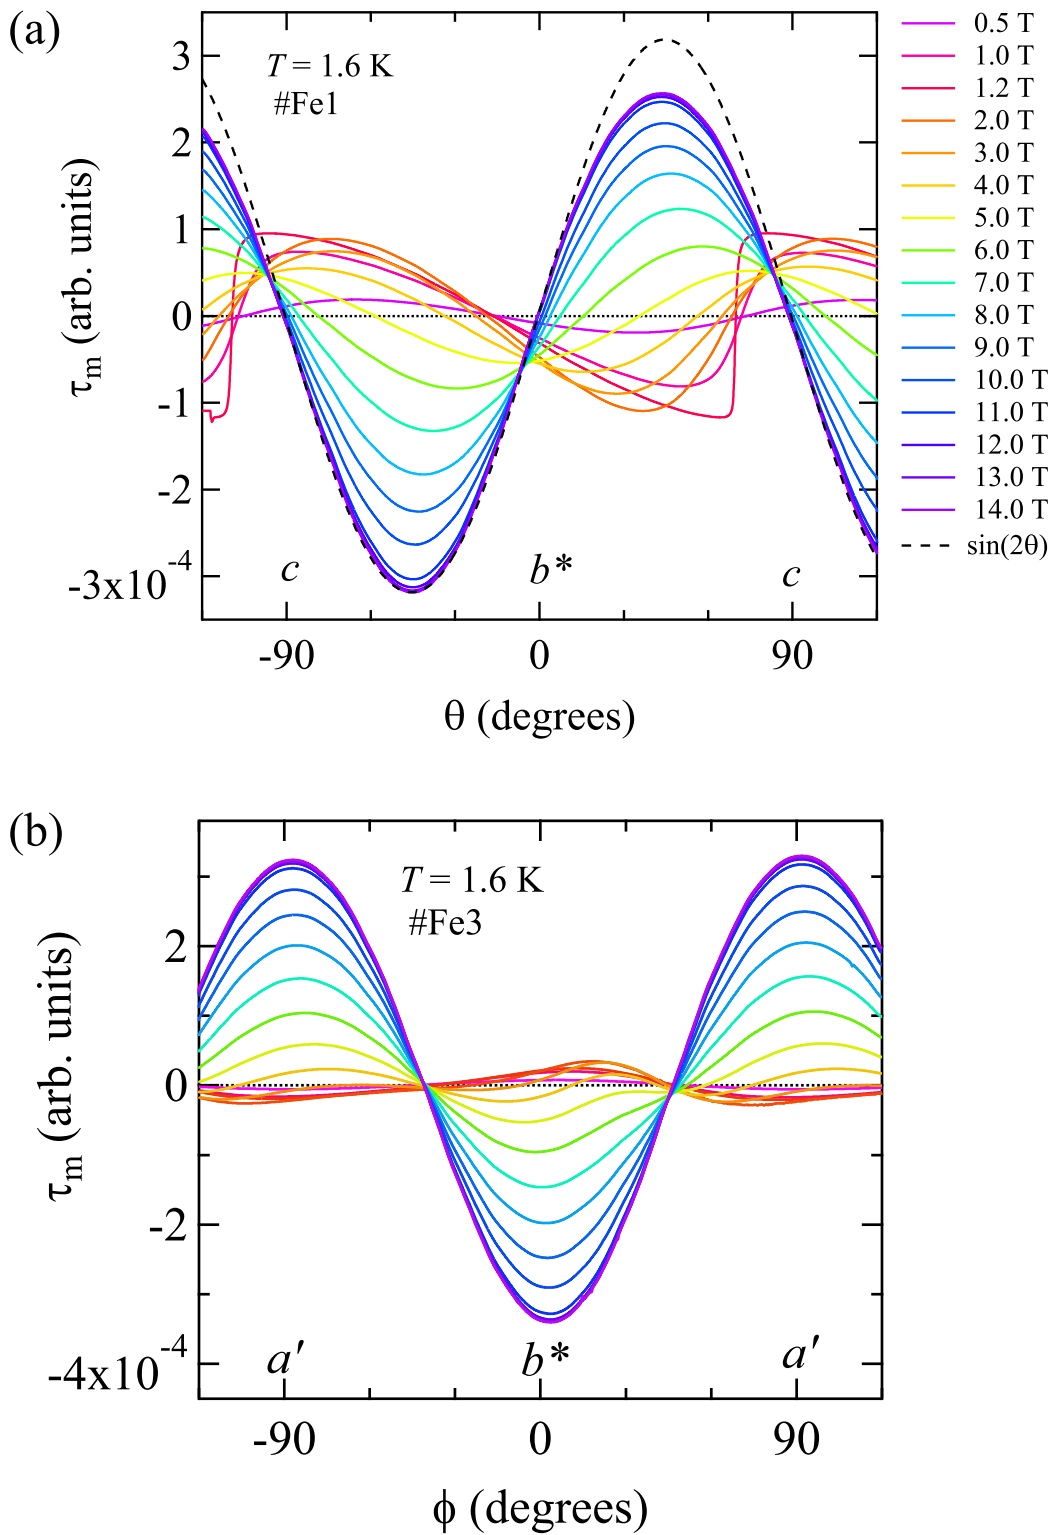 (a)
T = 1.6 K
#Fe1
3
2
1
0
-1
-2
-3x10⁻⁴
τm (arb. units)
c b* c
-90 0 90
θ (degrees)
0.5 T
1.0 T
1.2 T
2.0 T
3.0 T
4.0 T
5.0 T
6.0 T
7.0 T
8.0 T
9.0 T
10.0 T
11.0 T
12.0 T
13.0 T
14.0 T
sin(2θ)
(b)
T = 1.6 K
#Fe3
2
0
-2
-4x10⁻⁴
τm (arb. units)
a′ b* a′
-90 0 90
ϕ (degrees)